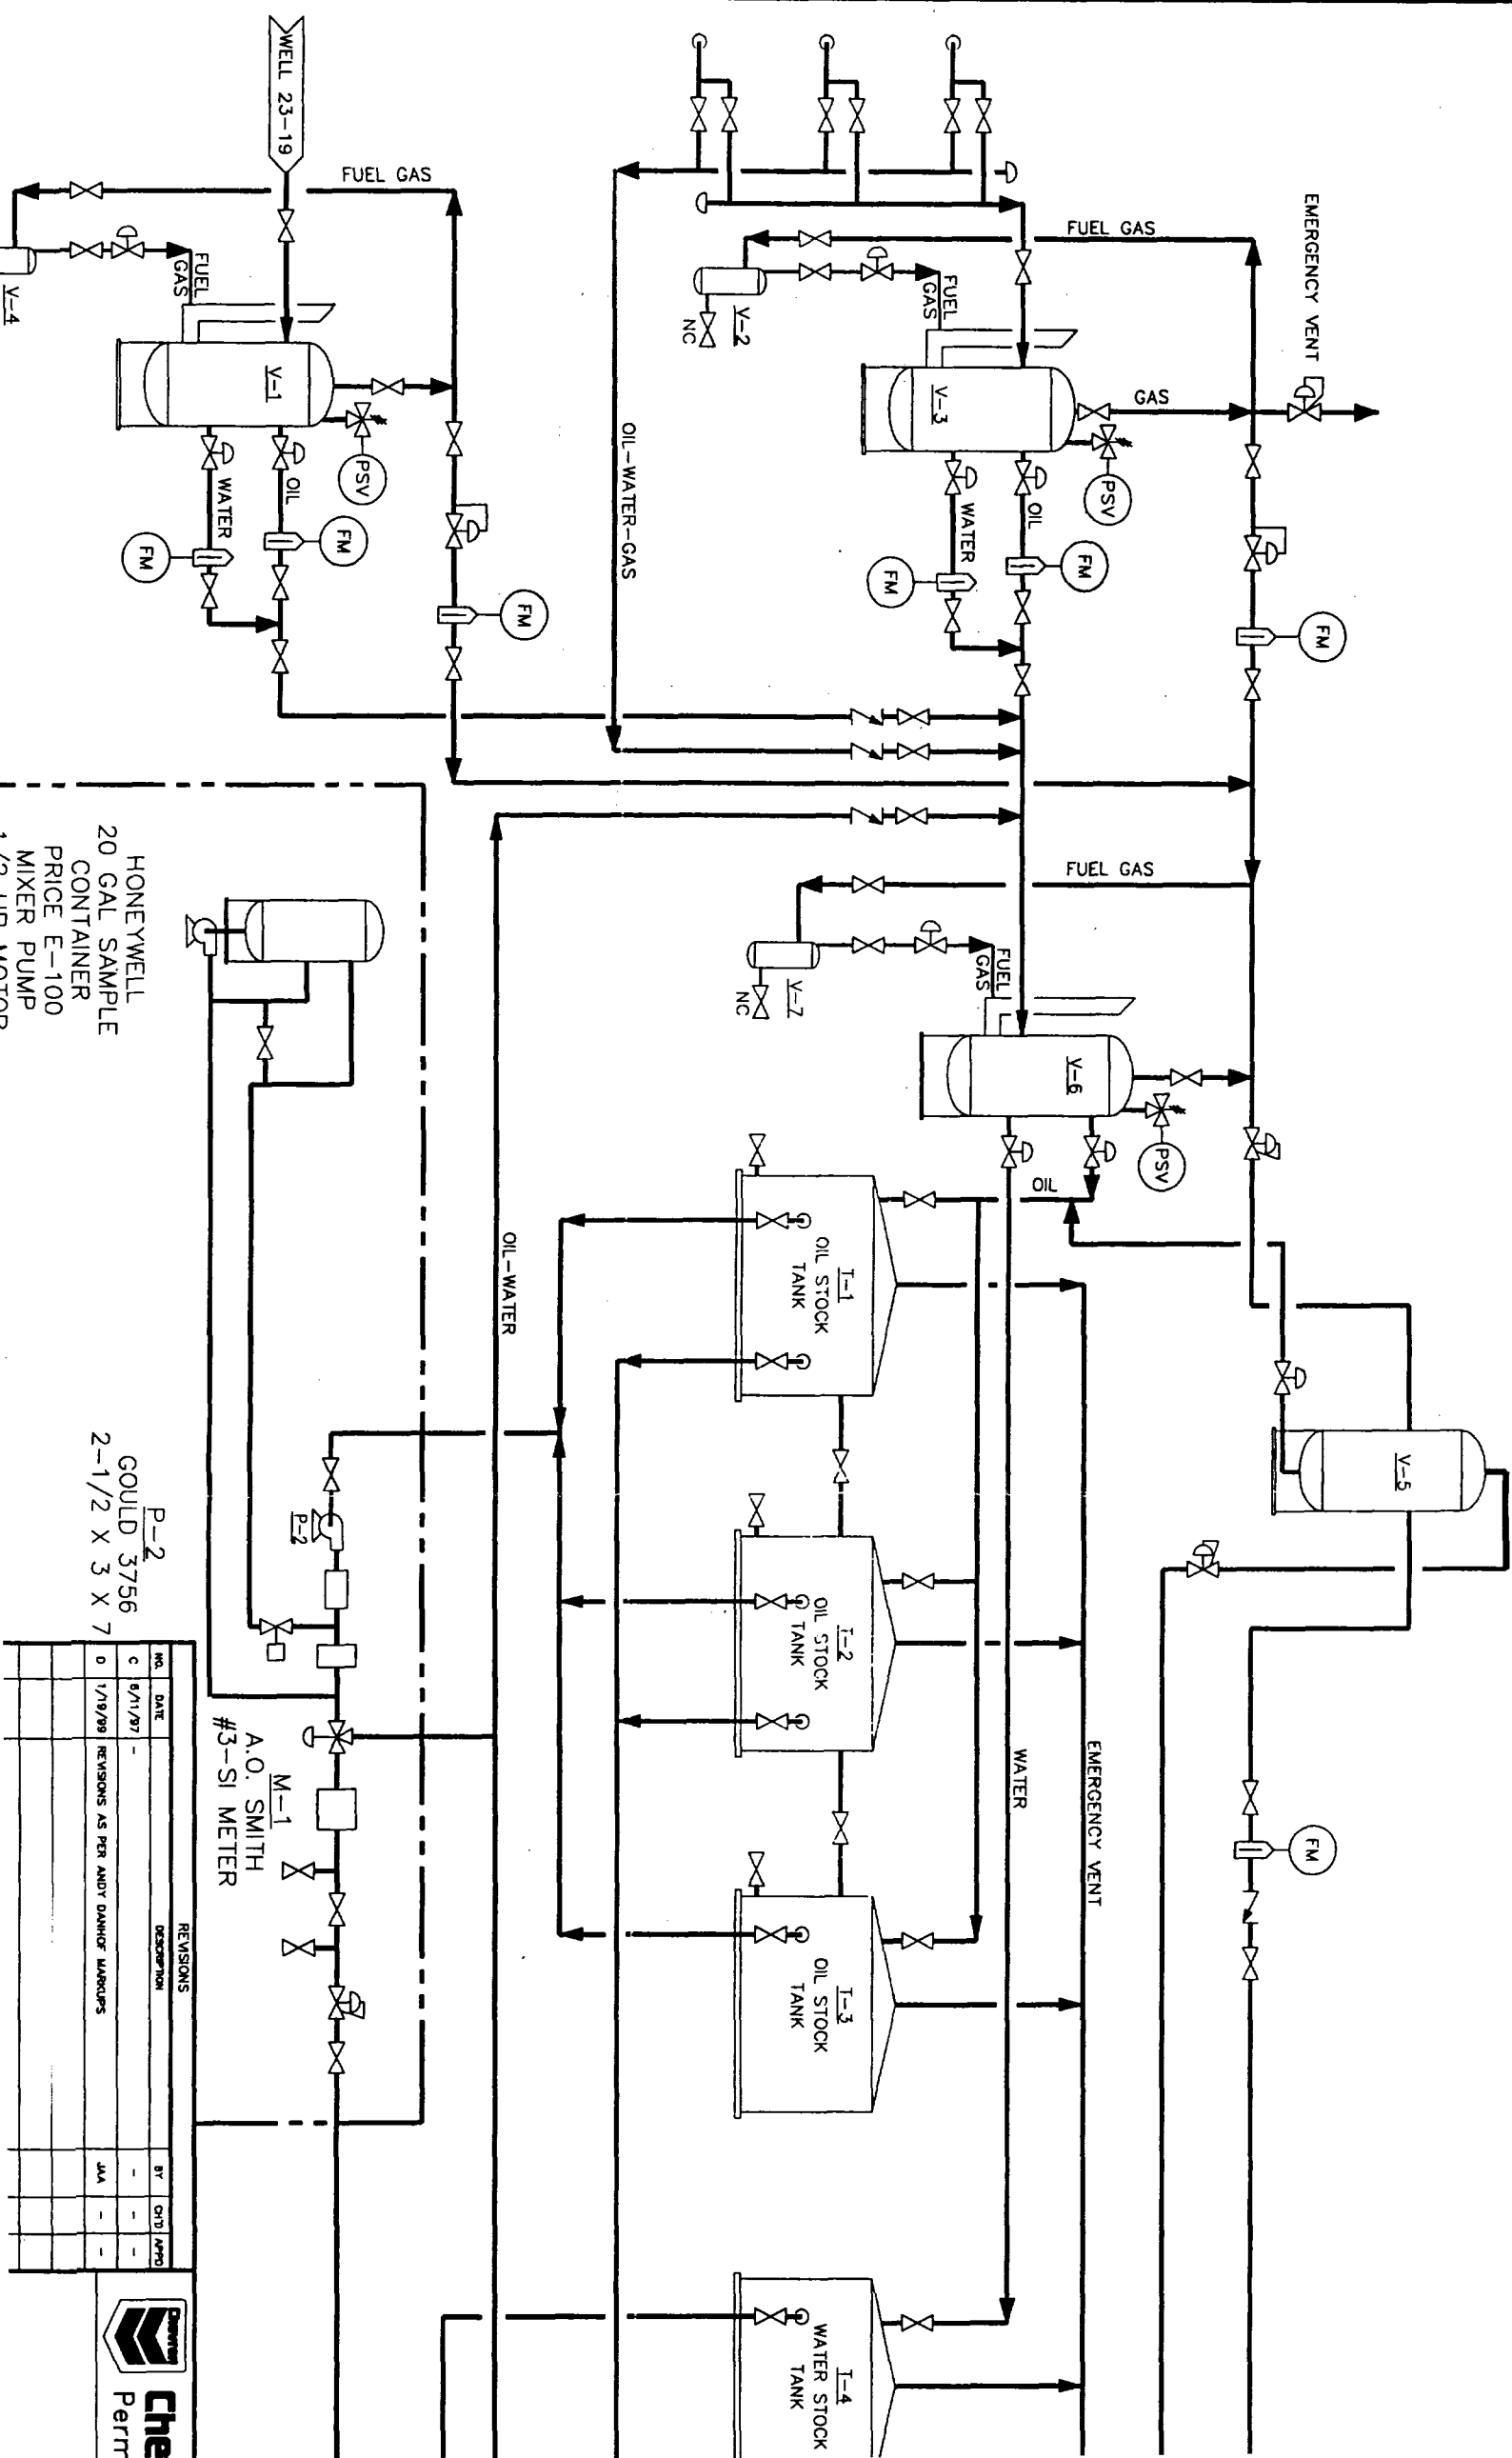 EMERGENCY VENT
FUEL GAS
GAS
PSV
FM
V-3
FUEL
GAS
V-2
NC
OIL
WATER
FM
FM
OIL-WATER-GAS
WELL 23-19
FUEL GAS
FUEL
GAS
V-4
V-1
PSV
OIL
WATER
FM
FM
FM
FUEL GAS
FUEL
GAS
V-7
NC
V-6
PSV
OIL
V-5
FM
WATER
EMERGENCY VENT
T-1
OIL STOCK
TANK
T-2
OIL STOCK
TANK
T-3
OIL STOCK
TANK
T-4
WATER STOCK
TANK
OIL-WATER
HONEYWELL
20 GAL SAMPLE
CONTAINER
PRICE E-100
MIXER PUMP
P-2
P-2
GOULD 3756
2-1/2 X 3 X 7
M-1
A.O. SMITH
#3-SI METER
REVISIONS
NO. DATE DESCRIPTION BY CH'D APPD
C 6/11/97 - - - -
D 1/19/99 REVISIONS AS PER ANDY DANHOF MARKUPS JAA - -
Chevron
Che
Perm